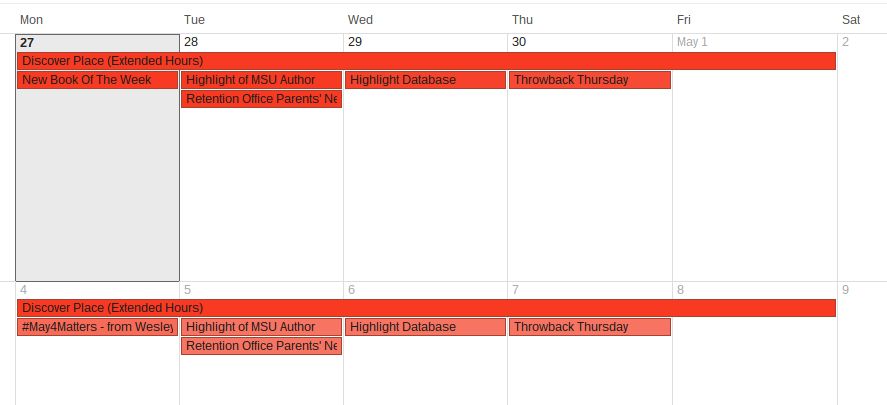 Mon Tue Wed Thu Fri Sat
27 28 29 30 May 1 2
Discover Place (Extended Hours)
New Book Of The Week Highlight of MSU Author Highlight Database Throwback Thursday
Retention Office Parents' Ne
4 5 6 7 8 9
Discover Place (Extended Hours)
#May4Matters - from Wesley Highlight of MSU Author Highlight Database Throwback Thursday
Retention Office Parents' Ne